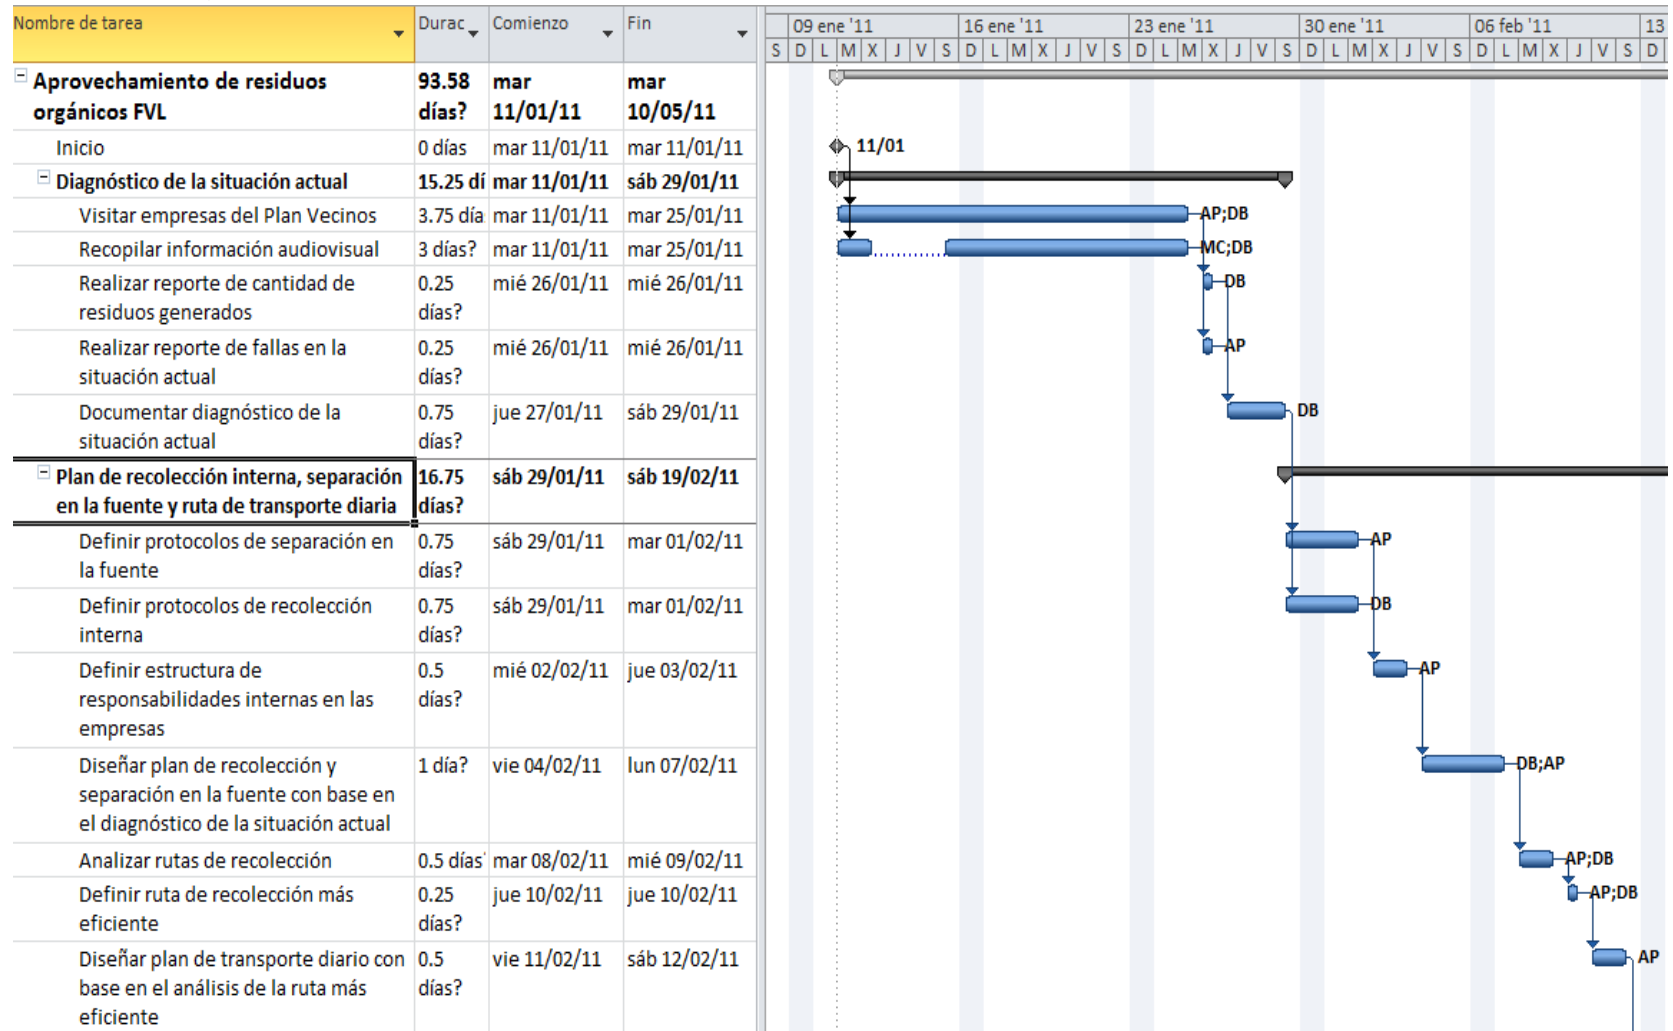 Nombre de tarea Durac Comienzo Fin 09 ene '11 16 ene '11 23 ene '11 30 ene '11 06 feb '11 13
S D L M X J V S D L M X J V S D L M X J V S D L M X J V S D L M X J V S D
Aprovechamiento de residuos 93.58 mar mar
orgánicos FVL días? 11/01/11 10/05/11
Inicio 0 días mar 11/01/11 mar 11/01/11 11/01
Diagnóstico de la situación actual 15.25 dí mar 11/01/11 sáb 29/01/11
Visitar empresas del Plan Vecinos 3.75 día mar 11/01/11 mar 25/01/11 AP;DB
Recopilar información audiovisual 3 días? mar 11/01/11 mar 25/01/11 MC;DB
Realizar reporte de cantidad de 0.25 mié 26/01/11 mié 26/01/11 DB
residuos generados días?
Realizar reporte de fallas en la 0.25 mié 26/01/11 mié 26/01/11 AP
situación actual días?
Documentar diagnóstico de la 0.75 jue 27/01/11 sáb 29/01/11 DB
situación actual días?
Plan de recolección interna, separación 16.75 sáb 29/01/11 sáb 19/02/11
en la fuente y ruta de transporte diaria días?
Definir protocolos de separación en 0.75 sáb 29/01/11 mar 01/02/11 AP
la fuente días?
Definir protocolos de recolección 0.75 sáb 29/01/11 mar 01/02/11 DB
interna días?
Definir estructura de 0.5 mié 02/02/11 jue 03/02/11 AP
responsabilidades internas en las días?
empresas
Diseñar plan de recolección y 1 día? vie 04/02/11 lun 07/02/11 DB;AP
separación en la fuente con base en
el diagnóstico de la situación actual
Analizar rutas de recolección 0.5 días mar 08/02/11 mié 09/02/11 AP;DB
Definir ruta de recolección más 0.25 jue 10/02/11 jue 10/02/11 AP;DB
eficiente días?
Diseñar plan de transporte diario con 0.5 vie 11/02/11 sáb 12/02/11 AP
base en el análisis de la ruta más días?
eficiente